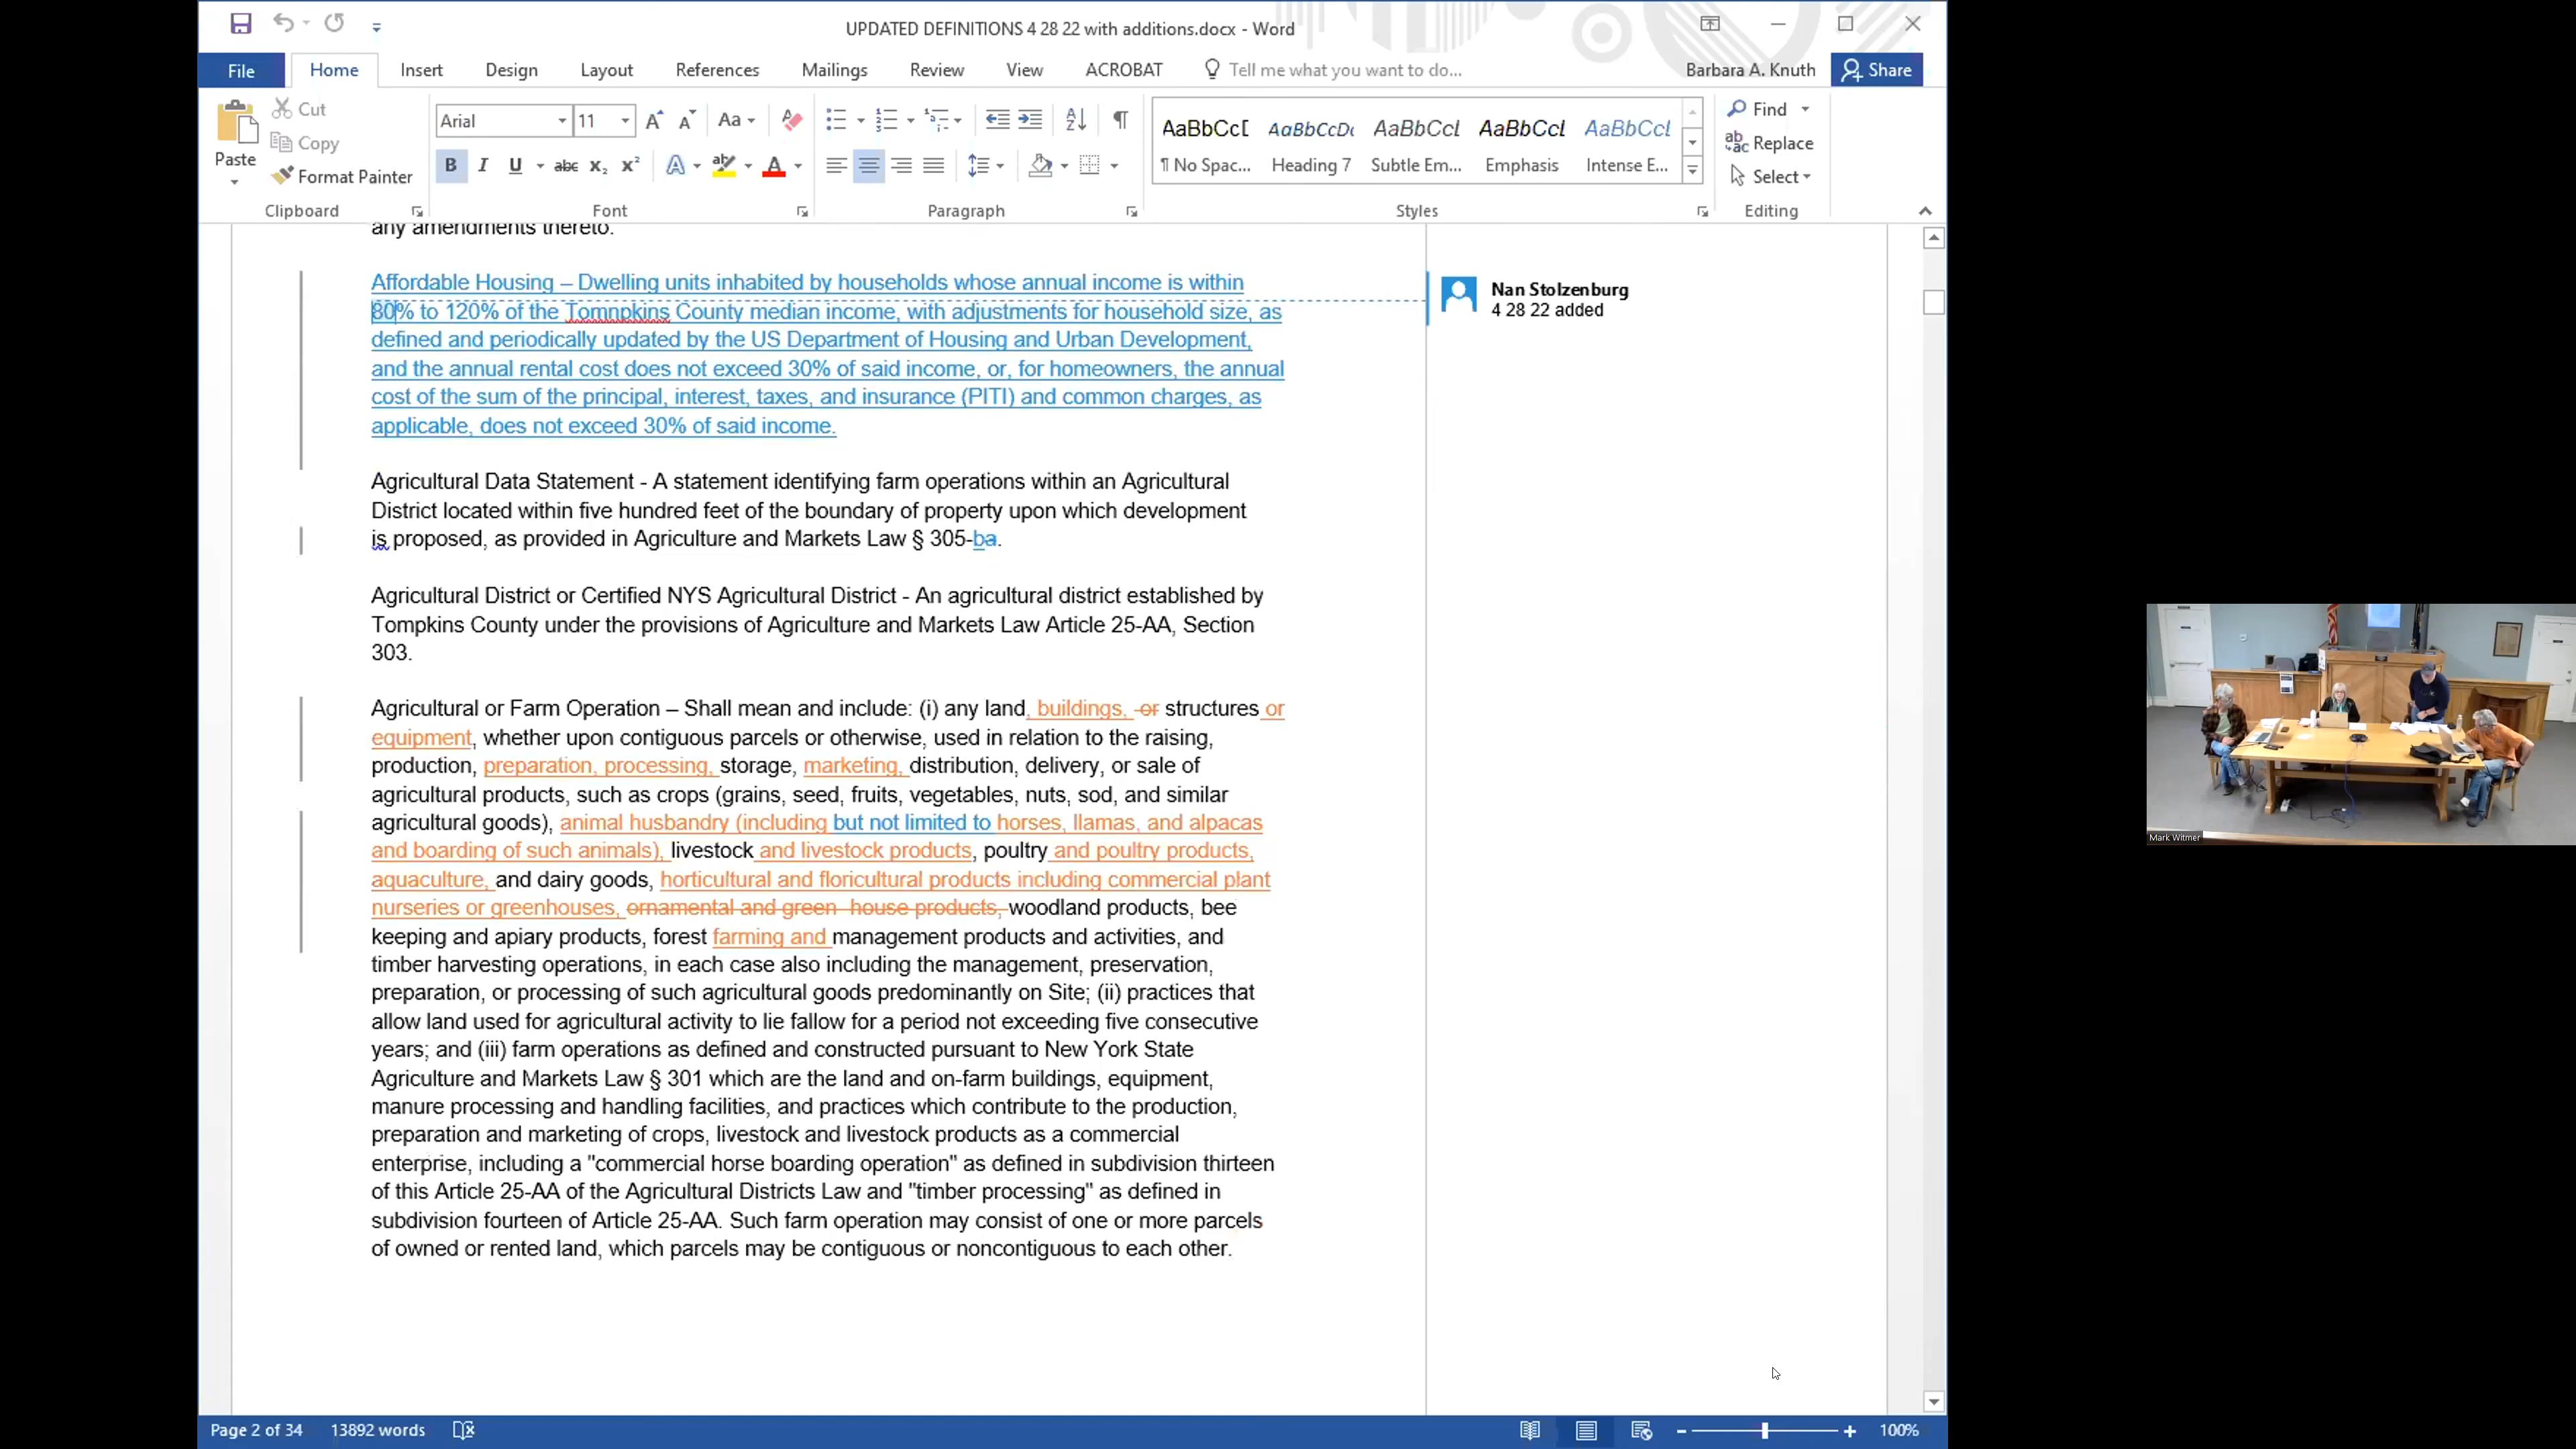 UPDATED DEFINITIONS 4 28 22 with additions.docx - Word
File Home Insert Design Layout References Mailings Review View ACROBAT Tell me what you want to do... Barbara A. Knuth Share
Paste
Cut
Copy
Format Painter
Clipboard
Arial 11 Aa
B I U abc x₂ x² A ab A
Font
Paragraph
AaBbCcD AaBbCcDc AaBbCcL AaBbCcL AaBbCcL
¶ No Spac... Heading 7 Subtle Em... Emphasis Intense E...
Styles
Find
Replace
Select
Editing
any amendments thereto.
Affordable Housing – Dwelling units inhabited by households whose annual income is within
80% to 120% of the Tomnpkins County median income, with adjustments for household size, as
defined and periodically updated by the US Department of Housing and Urban Development,
and the annual rental cost does not exceed 30% of said income, or, for homeowners, the annual
cost of the sum of the principal, interest, taxes, and insurance (PITI) and common charges, as
applicable, does not exceed 30% of said income.
Nan Stolzenburg
4 28 22 added
Agricultural Data Statement - A statement identifying farm operations within an Agricultural
District located within five hundred feet of the boundary of property upon which development
is proposed, as provided in Agriculture and Markets Law § 305-ba.
Agricultural District or Certified NYS Agricultural District - An agricultural district established by
Tompkins County under the provisions of Agriculture and Markets Law Article 25-AA, Section
303.
Agricultural or Farm Operation – Shall mean and include: (i) any land, buildings, or structures or
equipment, whether upon contiguous parcels or otherwise, used in relation to the raising,
production, preparation, processing, storage, marketing, distribution, delivery, or sale of
agricultural products, such as crops (grains, seed, fruits, vegetables, nuts, sod, and similar
agricultural goods), animal husbandry (including but not limited to horses, llamas, and alpacas
and boarding of such animals), livestock and livestock products, poultry and poultry products,
aquaculture, and dairy goods, horticultural and floricultural products including commercial plant
nurseries or greenhouses, ornamental and green house products, woodland products, bee
keeping and apiary products, forest farming and management products and activities, and
timber harvesting operations, in each case also including the management, preservation,
preparation, or processing of such agricultural goods predominantly on Site; (ii) practices that
allow land used for agricultural activity to lie fallow for a period not exceeding five consecutive
years; and (iii) farm operations as defined and constructed pursuant to New York State
Agriculture and Markets Law § 301 which are the land and on-farm buildings, equipment,
manure processing and handling facilities, and practices which contribute to the production,
preparation and marketing of crops, livestock and livestock products as a commercial
enterprise, including a "commercial horse boarding operation" as defined in subdivision thirteen
of this Article 25-AA of the Agricultural Districts Law and "timber processing" as defined in
subdivision fourteen of Article 25-AA. Such farm operation may consist of one or more parcels
of owned or rented land, which parcels may be contiguous or noncontiguous to each other.
Page 2 of 34 13892 words 100%
Mark Witmer